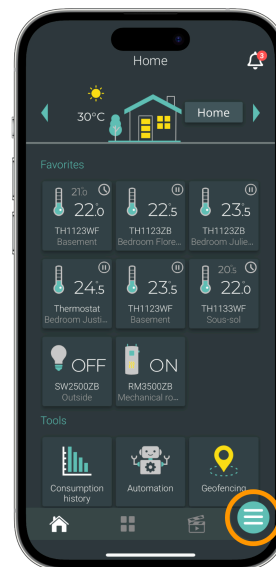 Home
3
30°C
Home
Favorites
21.0
22.0
22.5
23.5
TH1123WF
TH1123ZB
TH1123ZB
Basement
Bedroom Flore...
Bedroom Julie...
20.5
24.5
23.5
22.0
Thermostat
TH1123WF
TH1133WF
Bedroom Justi...
Basement
Sous-sol
OFF
ON
SW2500ZB
RM3500ZB
Outside
Mechanical ro...
Tools
Consumption
history
Automation
Geofencing